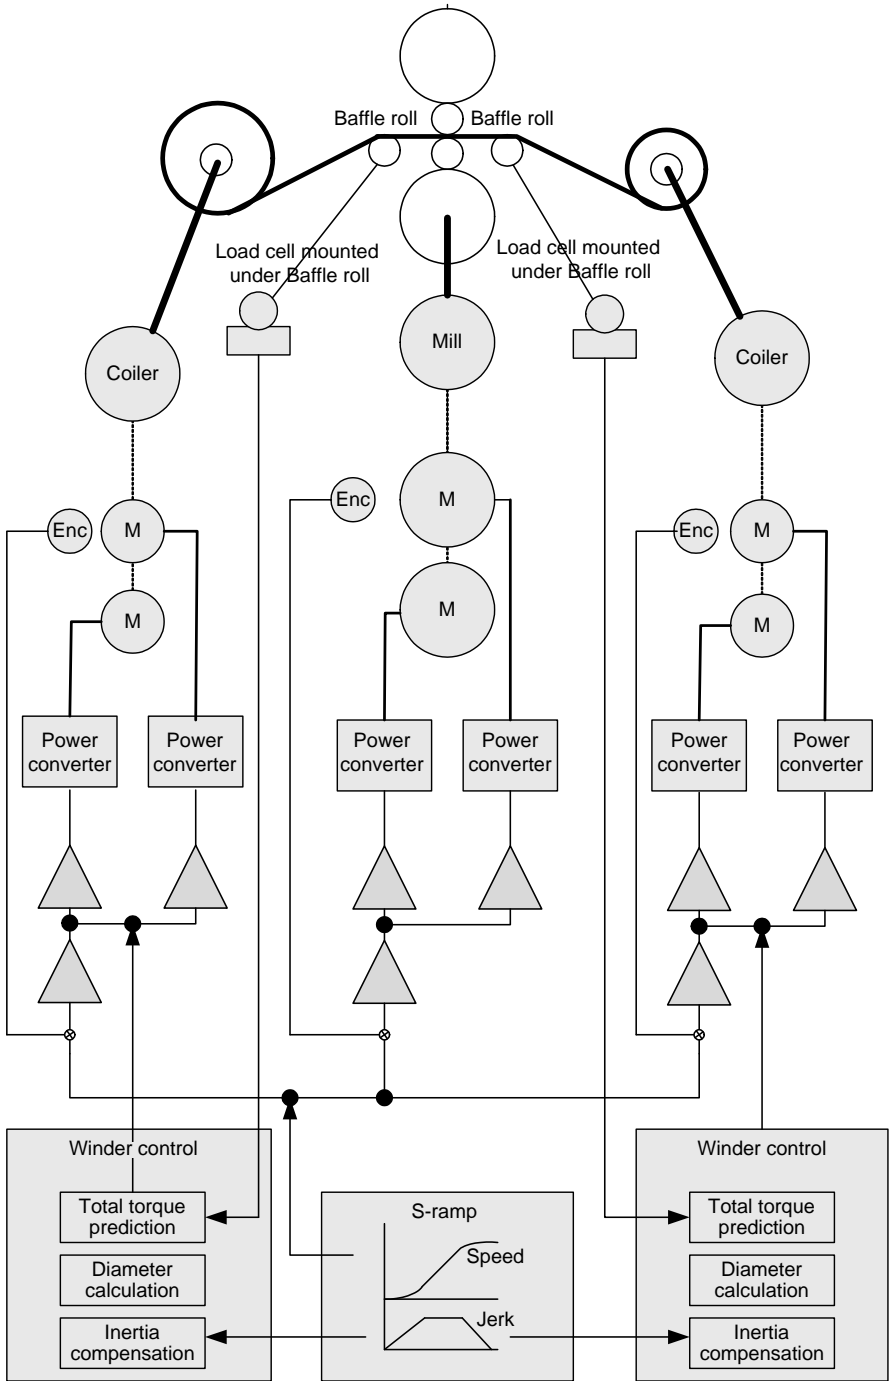 Baffle roll
Baffle roll
Load cell mounted
under Baffle roll
Load cell mounted
under Baffle roll
Coiler
Mill
Coiler
Enc
M
Enc
M
Enc
M
M
M
M
Power
converter
Power
converter
Power
converter
Power
converter
Power
converter
Power
converter
Winder control
Total torque
prediction
Diameter
calculation
Inertia
compensation
S-ramp
Speed
Jerk
Winder control
Total torque
prediction
Diameter
calculation
Inertia
compensation